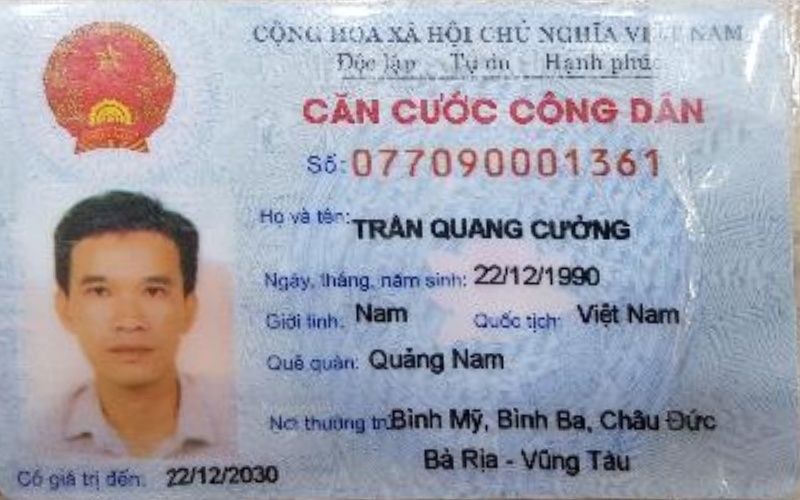 CỘNG HÒA XÃ HỘI CHỦ NGHĨA VIỆT NAM
Độc lập - Tự do - Hạnh phúc
CĂN CƯỚC CÔNG DÂN
Số: 077090001361
Họ và tên: TRẦN QUANG CƯỜNG
Ngày, tháng, năm sinh: 22/12/1990
Giới tính: Nam Quốc tịch: Việt Nam
Quê quán: Quảng Nam
Nơi thường trú: Bình Mỹ, Bình Ba, Châu Đức
Bà Rịa - Vũng Tàu
Có giá trị đến: 22/12/2030